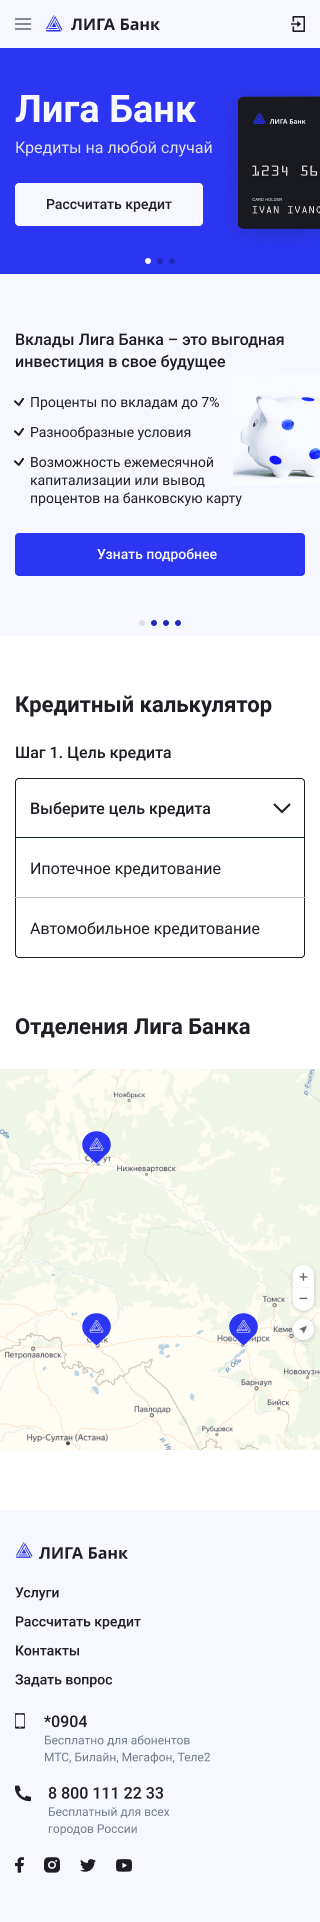 ЛИГА Банк
Лига Банк
Кредиты на любой случай
Рассчитать кредит
ЛИГА Банк
1234 56
CARD HOLDER
IVAN IVANO
Вклады Лига Банка – это выгодная
инвестиция в свое будущее
Проценты по вкладам до 7%
Разнообразные условия
Возможность ежемесячной
капитализации или вывод
процентов на банковскую карту
Узнать подробнее
Кредитный калькулятор
Шаг 1. Цель кредита
Выберите цель кредита
Ипотечное кредитование
Автомобильное кредитование
Отделения Лига Банка
Ноябрьск
Нижневартовск
Томск
Кеме
Петропавловск
р. Обь
Новокузне
Барнаул
Бийск
Павлодар
Рубцовск
Нур-Султан (Астана)
ЛИГА Банк
Услуги
Рассчитать кредит
Контакты
Задать вопрос
*0904
Бесплатно для абонентов
МТС, Билайн, Мегафон, Теле2
8 800 111 22 33
Бесплатный для всех
городов России